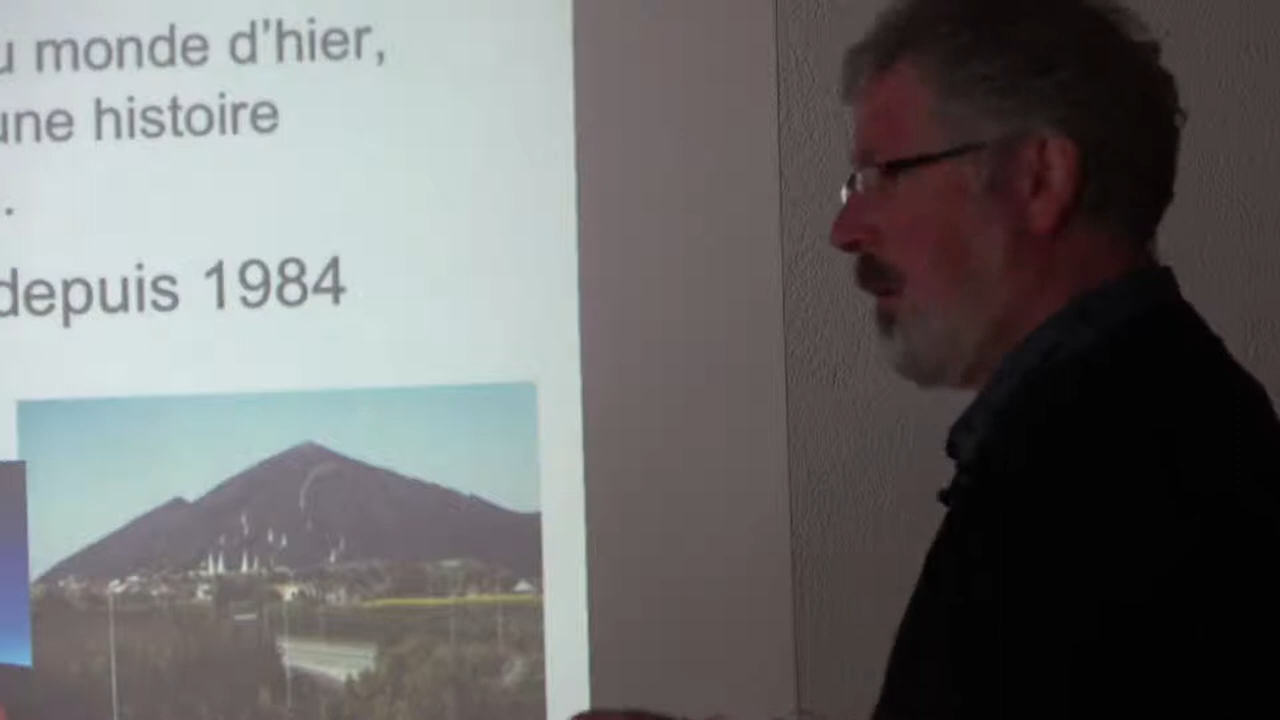 u monde d'hier,
une histoire
.
depuis 1984